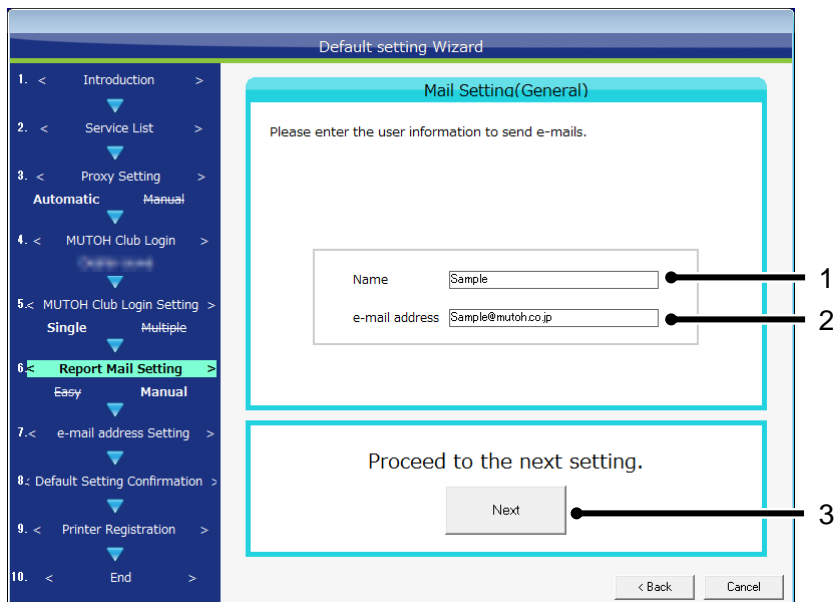 Default setting Wizard
1. < Introduction >
2. < Service List >
3. < Proxy Setting >
Automatic Manual
4. < MUTOH Club Login >
5.< MUTOH Club Login Setting >
Single Multiple
6.< Report Mail Setting >
Easy Manual
7.< e-mail address Setting >
8.< Default Setting Confirmation >
9. < Printer Registration >
10. < End >
Mail Setting(General)
Please enter the user information to send e-mails.
Name Sample 1
e-mail address Sample@mutoh.co.jp 2
Proceed to the next setting.
Next 3
< Back Cancel